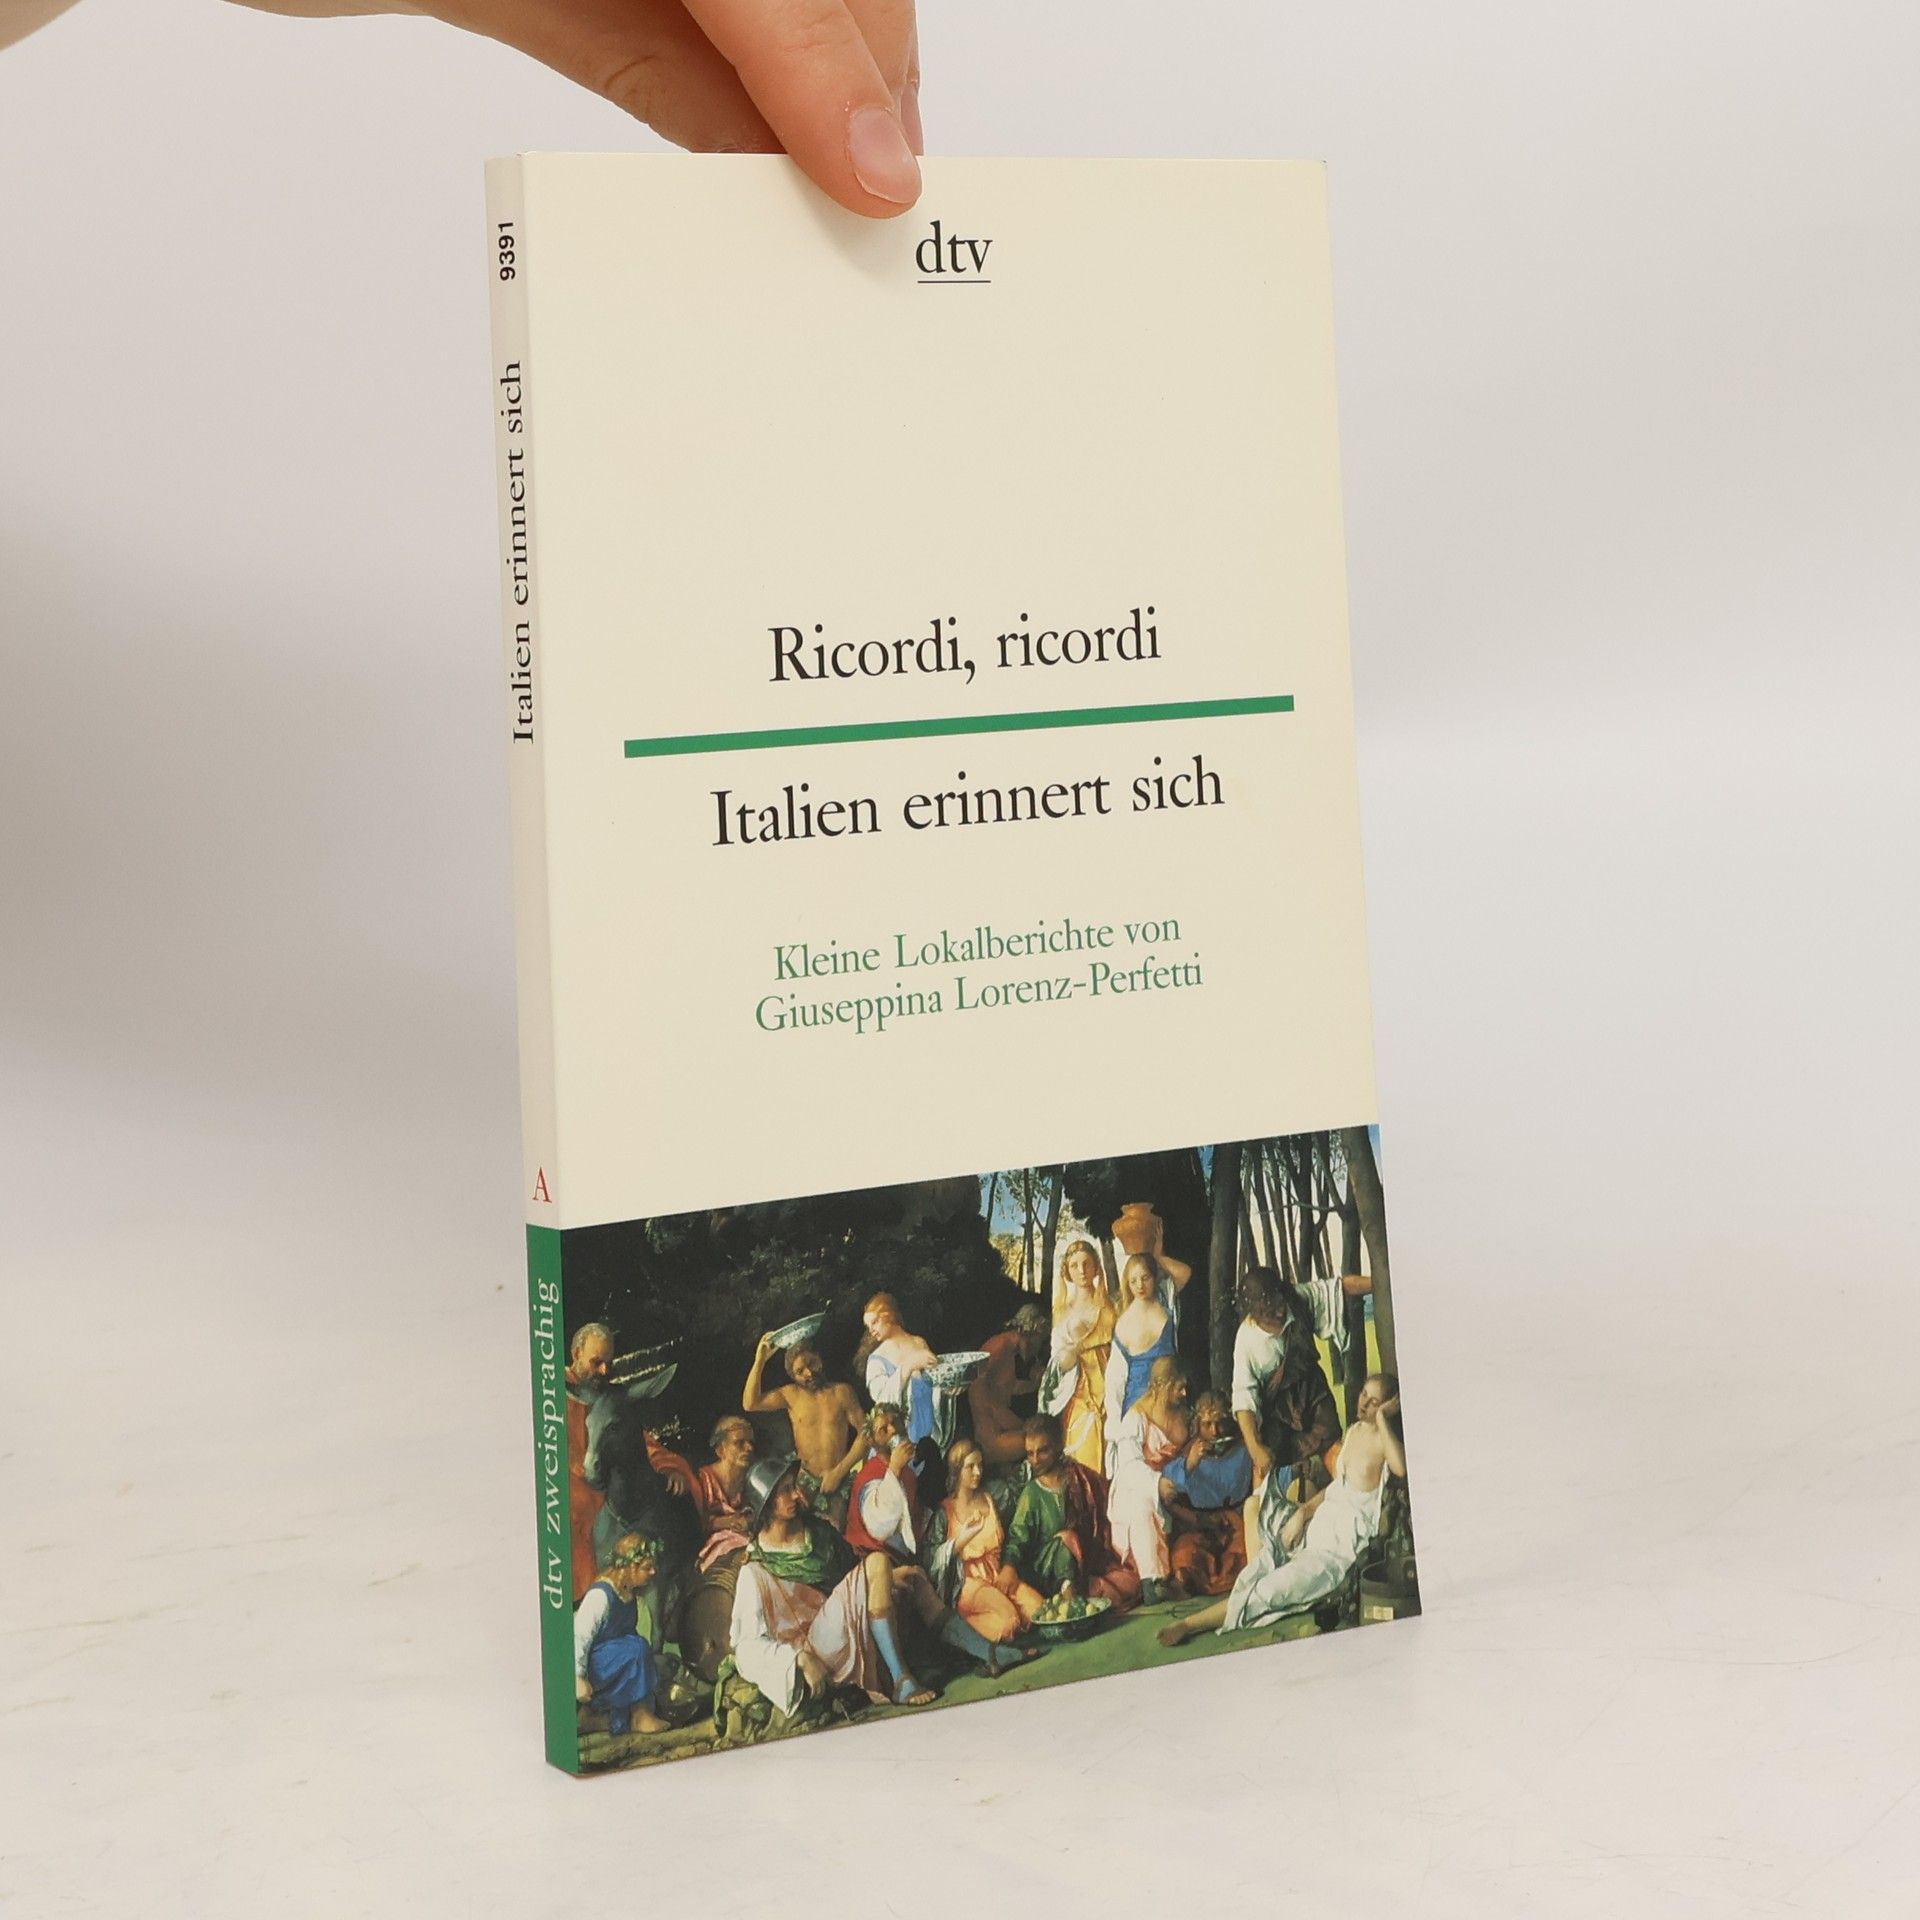 dtv
Ricordi, ricordi
Italien erinnert sich
Kleine Lokalberichte von
Giuseppina Lorenz-Perfetti
9391
Italien erinnert sich
A
dtv zweisprachig